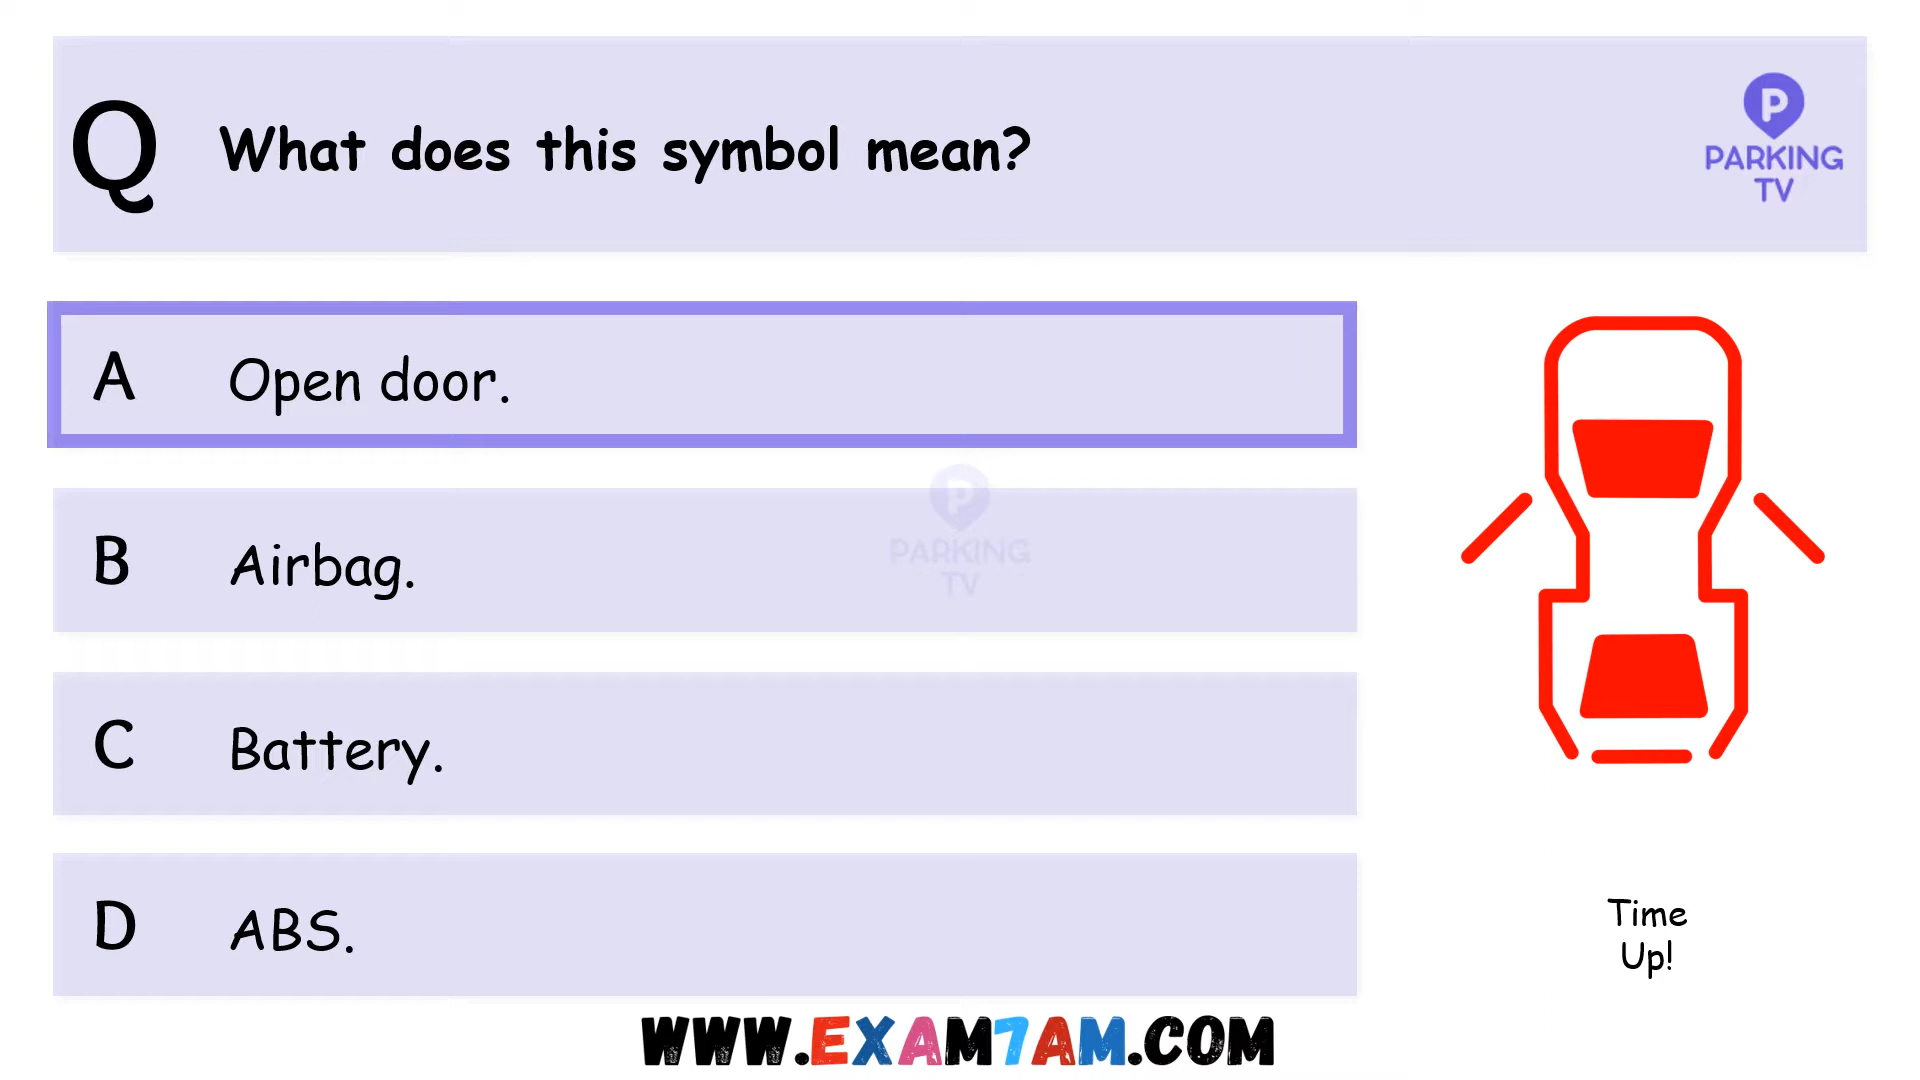 Q What does this symbol mean?
P
PARKING
TV
A Open door.
B Airbag.
P
PARKING
TV
C Battery.
D ABS.
Time
Up!
WWW.EXAM7AM.COM